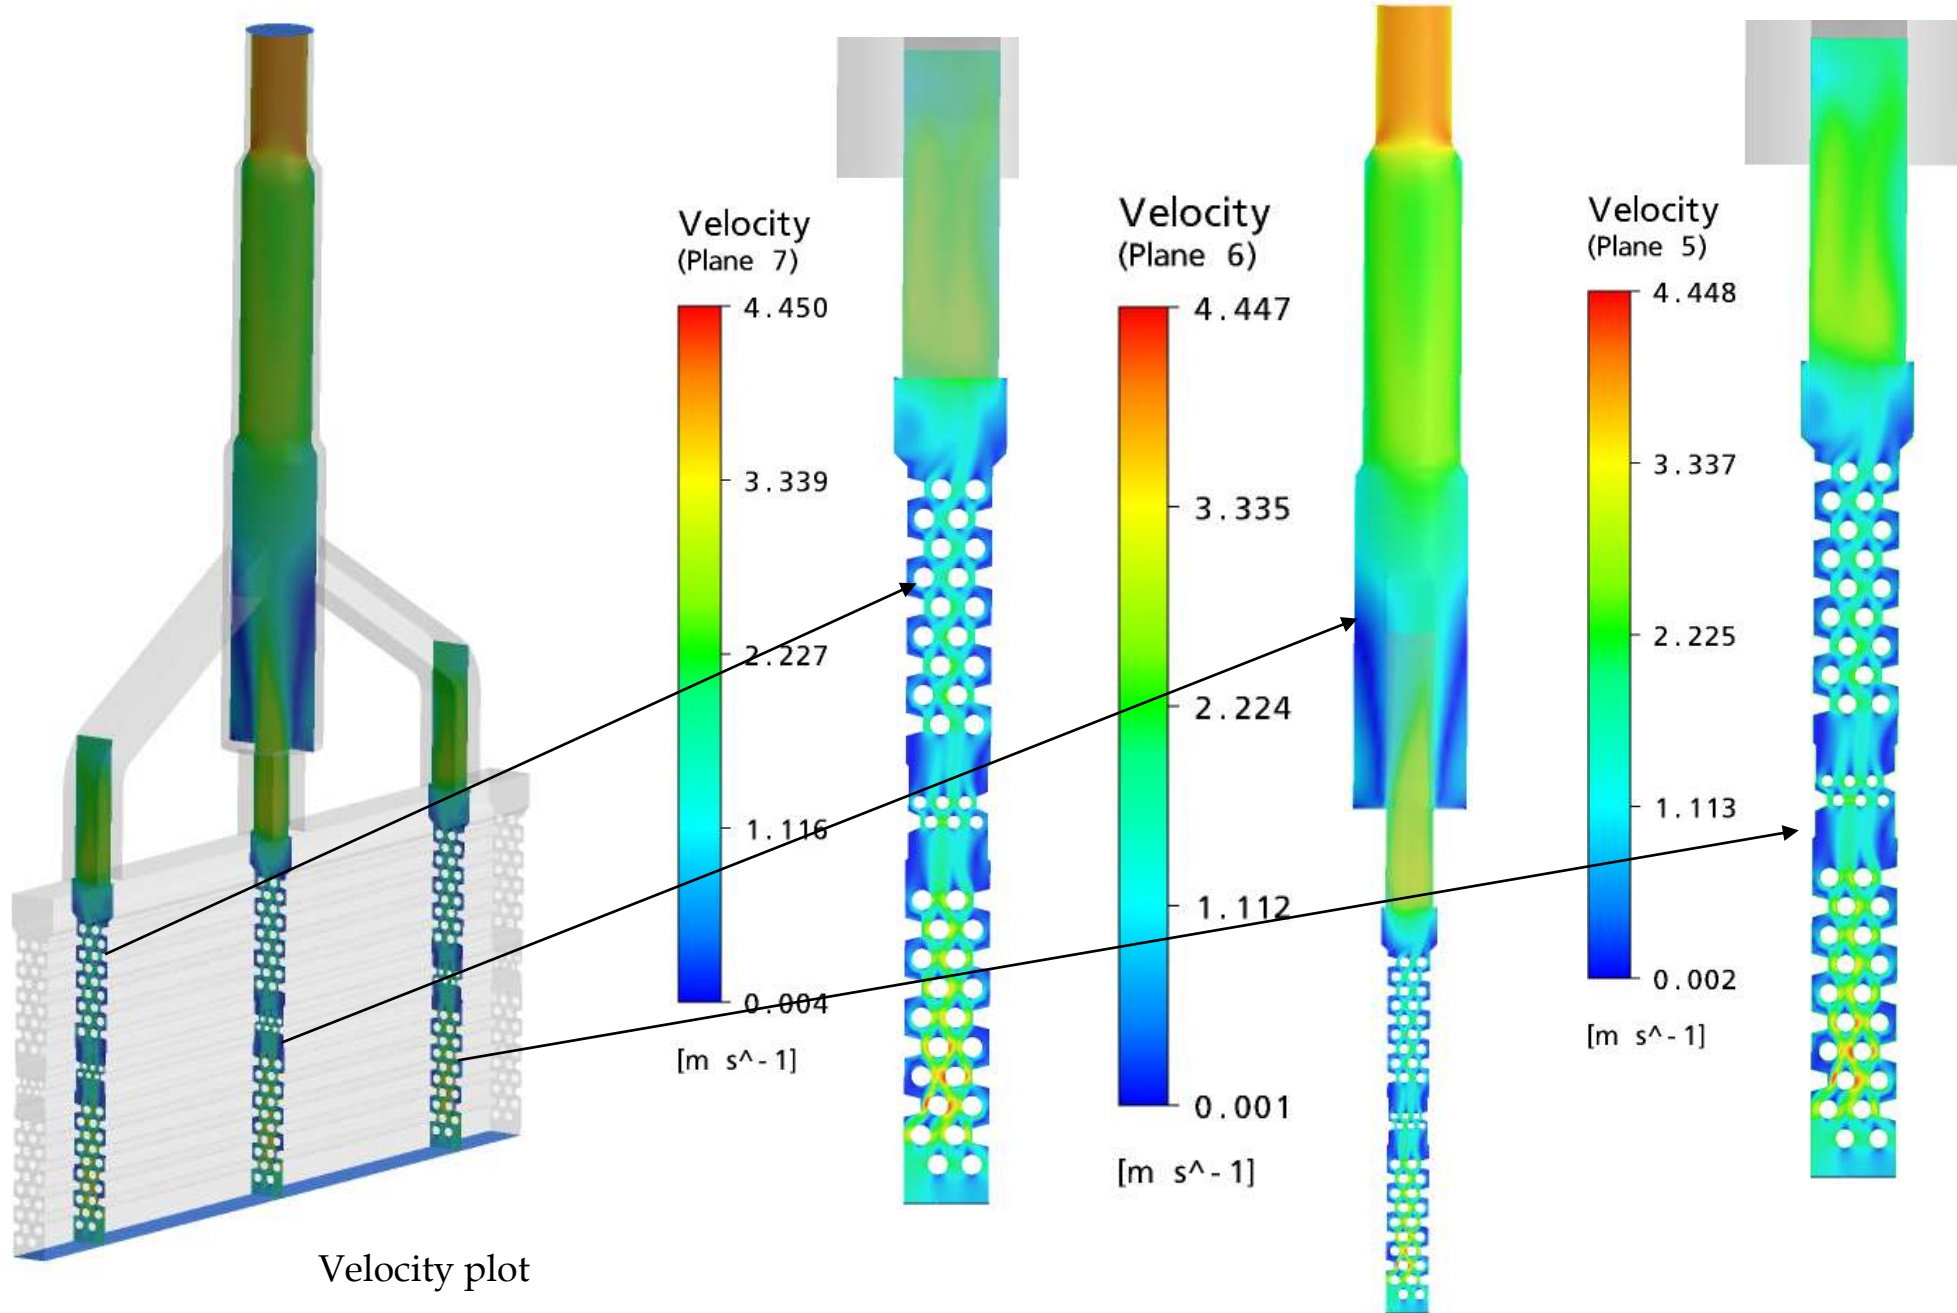 Velocity
(Plane 7)
4.450
3.339
2.227
1.116
0.004
[m s^-1]
Velocity
(Plane 6)
4.447
3.335
2.224
1.112
0.001
[m s^-1]
Velocity
(Plane 5)
4.448
3.337
2.225
1.113
0.002
[m s^-1]
Velocity plot